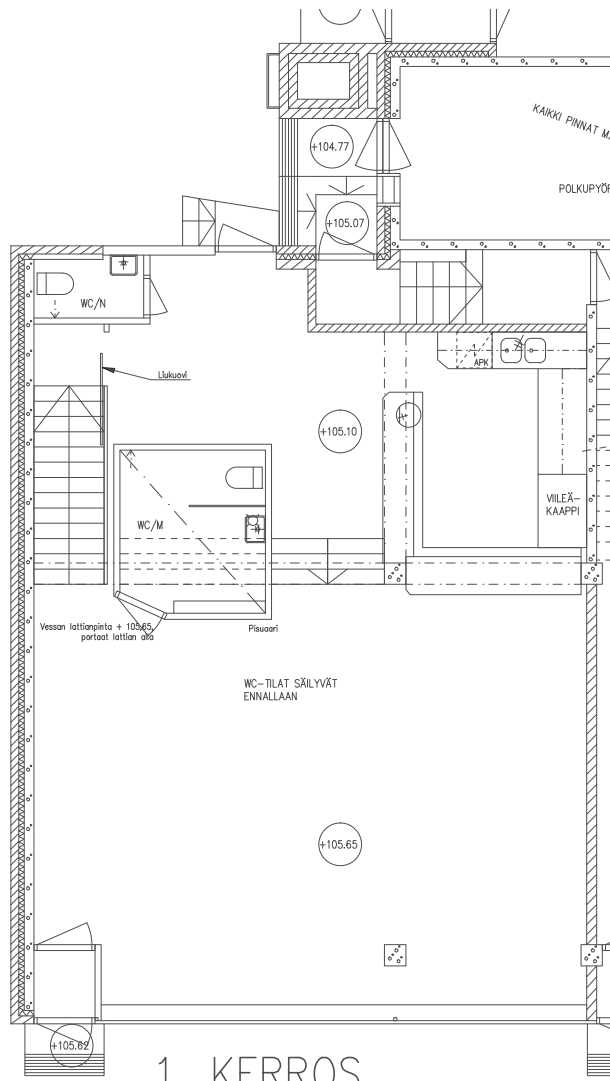 +104.77
KAIKKI PINNAT
POLKUPYÖR
+105.07
WC/N
APK
Liukuovi
+105.10
VIILEÄ-
KAAPPI
WC/M
Vessan lattianpinta + 105.65,
portaat lattian alla
Pisuaari
WC-TILAT SÄILYVÄT
ENNALLAAN
+105.65
+105.62
1. KERROS